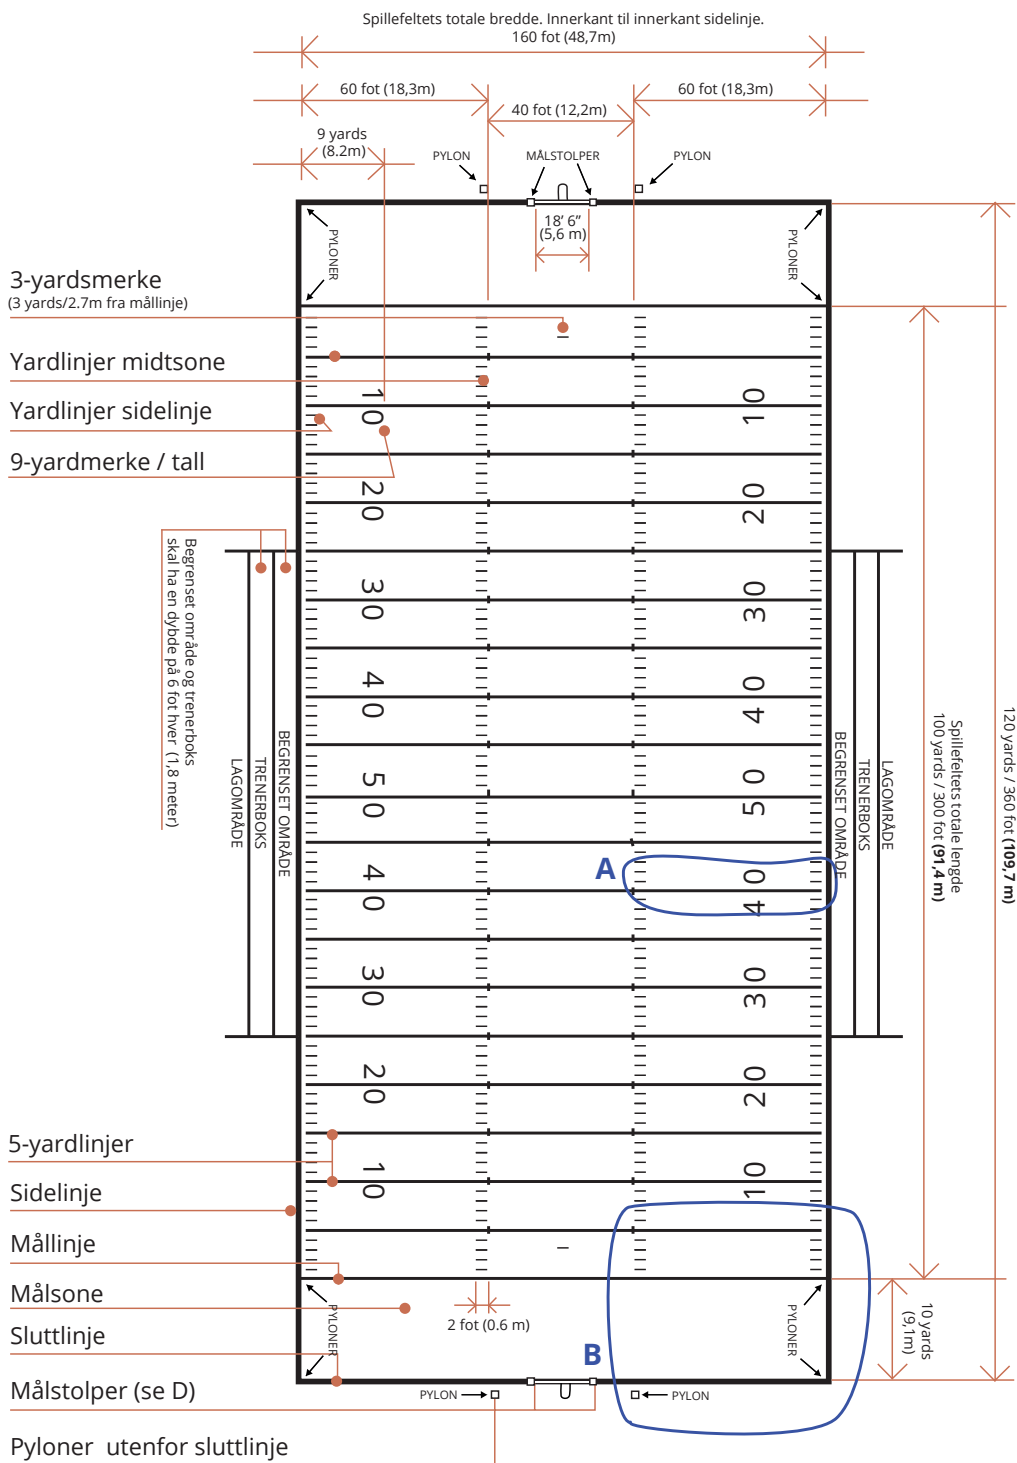 Spillefeltets totale bredde. Innerkant til innerkant sidelinje.
160 fot (48,7m)
60 fot (18,3m)
60 fot (18,3m)
40 fot (12,2m)
9 yards
(8.2m)
PYLON
MÅLSTOLPER
PYLON
18' 6"
(5,6 m)
PYLONER
PYLONER
3-yardsmerke
(3 yards/2.7m fra mållinje)
Yardlinjer midtsone
Yardlinjer sidelinje
9-yardmerke / tall
10
10
20
20
30
30
40
40
50
50
40
40
30
30
20
20
10
10
Begrenset område og trenerboks
skal ha en dybde på 6 fot hver (1,8 meter)
LAGOMRÅDE
TRENERBOKS
BEGRENSET OMRÅDE
BEGRENSET OMRÅDE
TRENERBOKS
LAGOMRÅDE
Spillefeltets totale lengde
100 yards / 300 fot (91,4 m)
120 yards / 360 fot (109,7 m)
A
5-yardlinjer
Sidelinje
Mållinje
Målsone
Sluttlinje
Målstolper (se D)
Pyloner utenfor sluttlinje
PYLONER
PYLONER
2 fot (0.6 m)
10 yards
(9,1m)
B
PYLON
PYLON